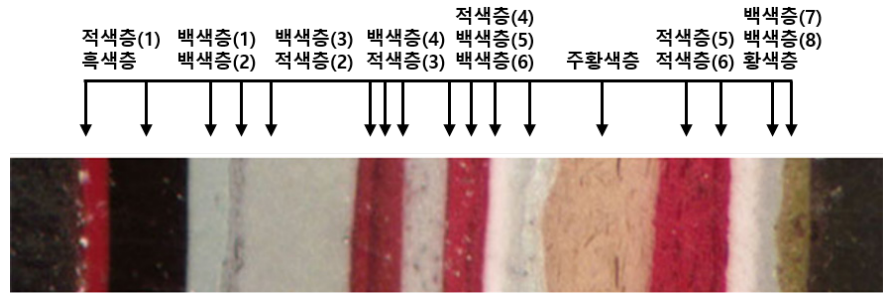 적색층(1)
흑색층
백색층(1)
백색층(2)
백색층(3)
적색층(2)
백색층(4)
적색층(3)
적색층(4)
백색층(5)
백색층(6)
주황색층
적색층(5)
적색층(6)
백색층(7)
백색층(8)
황색층